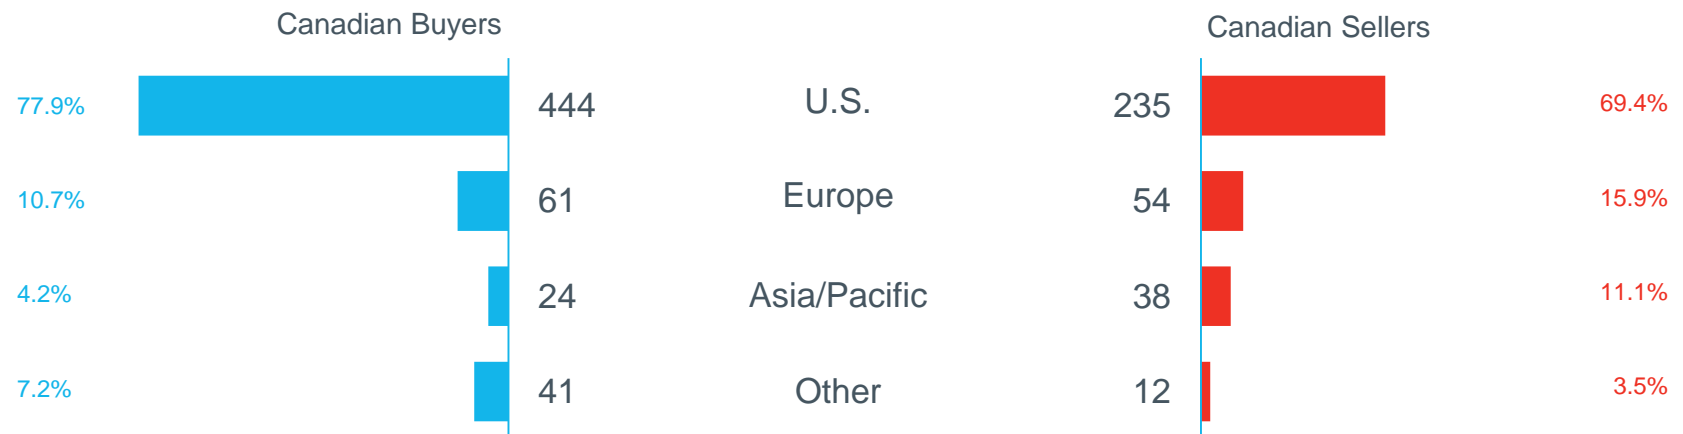 Canadian Buyers
Canadian Sellers
77.9% 444 U.S. 235 69.4%
10.7% 61 Europe 54 15.9%
4.2% 24 Asia/Pacific 38 11.1%
7.2% 41 Other 12 3.5%